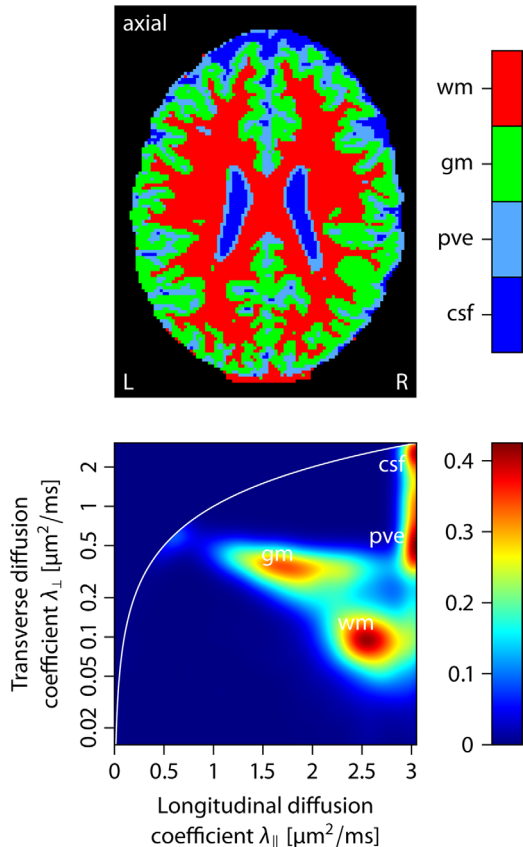 axial
L
R
wm
gm
pve
csf
Transverse diffusion
coefficient λ⊥ [µm²/ms]
2
1
0.5
0.2
0.1
0.05
0.02
csf
pve
gm
wm
0
0.5
1
1.5
2
2.5
3
Longitudinal diffusion
coefficient λ|| [µm²/ms]
0.4
0.3
0.2
0.1
0